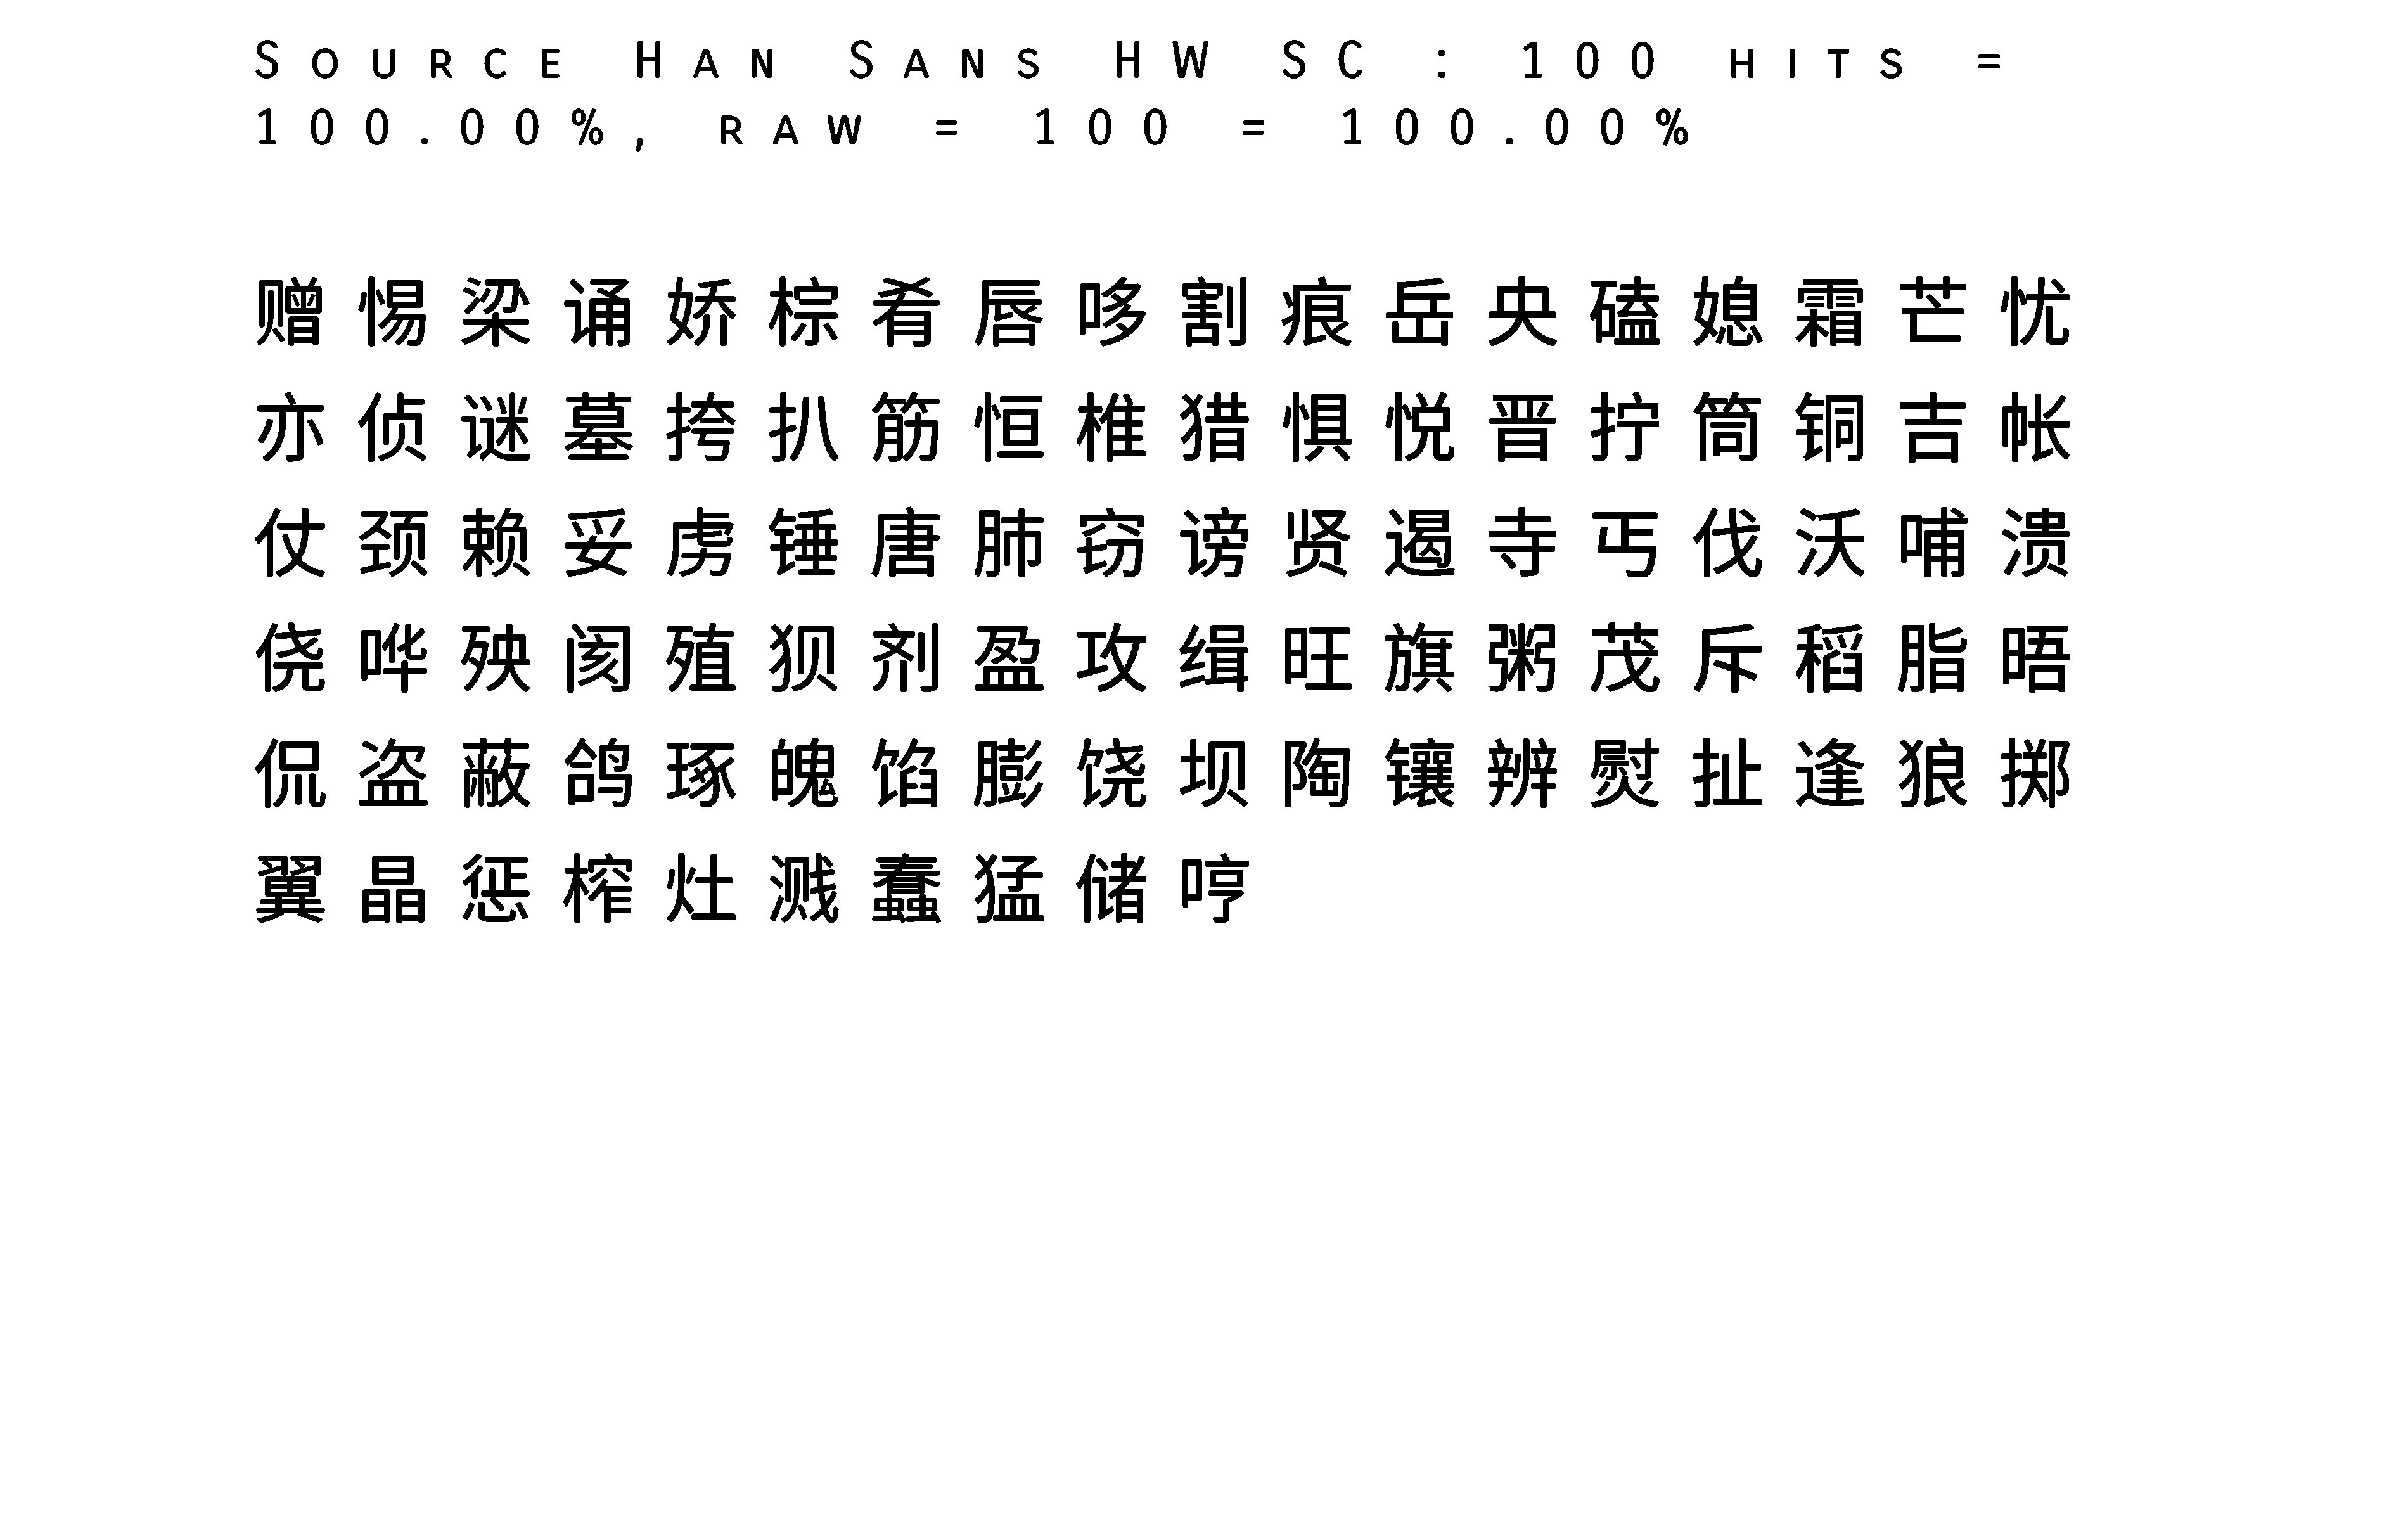 Source Han Sans HW SC : 100 hits =
100.00%, raw = 100 = 100.00%
赠惕梁诵娇棕肴唇哆割痕岳央磕媳霜芒忧
亦侦谜墓挎扒筋恒椎猎惧悦晋拧筒铜吉帐
仗颈赖妥虏锤唐肺窃谤贤遏寺丐伐沃哺溃
侥哗殃阂殖狈剂盈攻缉旺旗粥茂斥稻脂晤
侃盗蔽鸽琢魄馅膨饶坝陶镶辨熨扯逢狼掷
翼晶惩榨灶溅蠢猛储哼